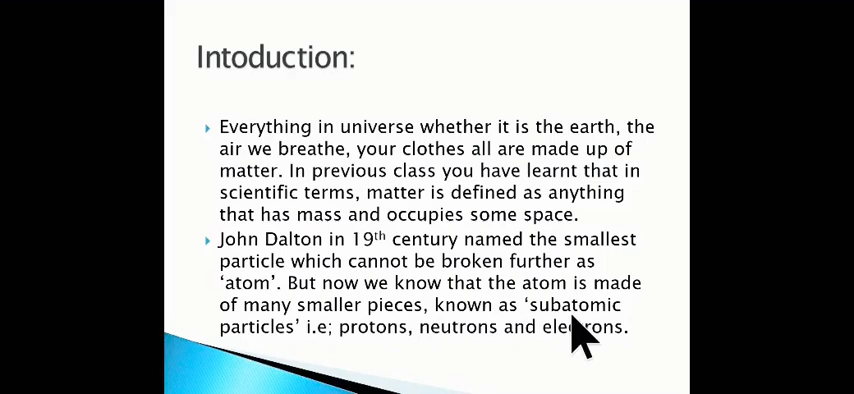 Intoduction:
Everything in universe whether it is the earth, the
air we breathe, your clothes all are made up of
matter. In previous class you have learnt that in
scientific terms, matter is defined as anything
that has mass and occupies some space.
John Dalton in 19th century named the smallest
particle which cannot be broken further as
‘atom’. But now we know that the atom is made
of many smaller pieces, known as ‘subatomic
particles’ i.e; protons, neutrons and electrons.